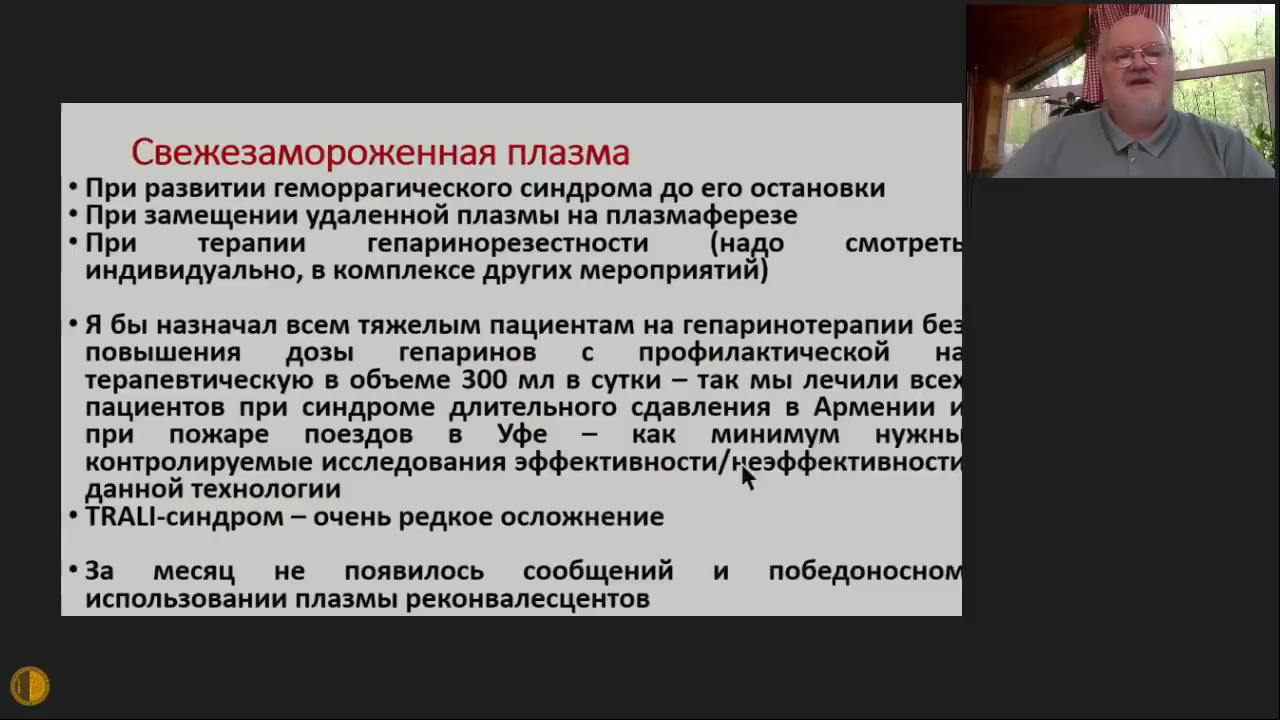 Свежезамороженная плазма
• При развитии геморрагического синдрома до его остановки
• При замещении удаленной плазмы на плазмаферезе
• При терапии гепаринорезестности (надо смотреть
индивидуально, в комплексе других мероприятий)
• Я бы назначал всем тяжелым пациентам на гепаринотерапии без
повышения дозы гепаринов с профилактической на
терапевтическую в объеме 300 мл в сутки – так мы лечили всех
пациентов при синдроме длительного сдавления в Армении и
при пожаре поездов в Уфе – как минимум нужны
контролируемые исследования эффективности/неэффективности
данной технологии
• TRALI-синдром – очень редкое осложнение
• За месяц не появилось сообщений и победоносном
использовании плазмы реконвалесцентов